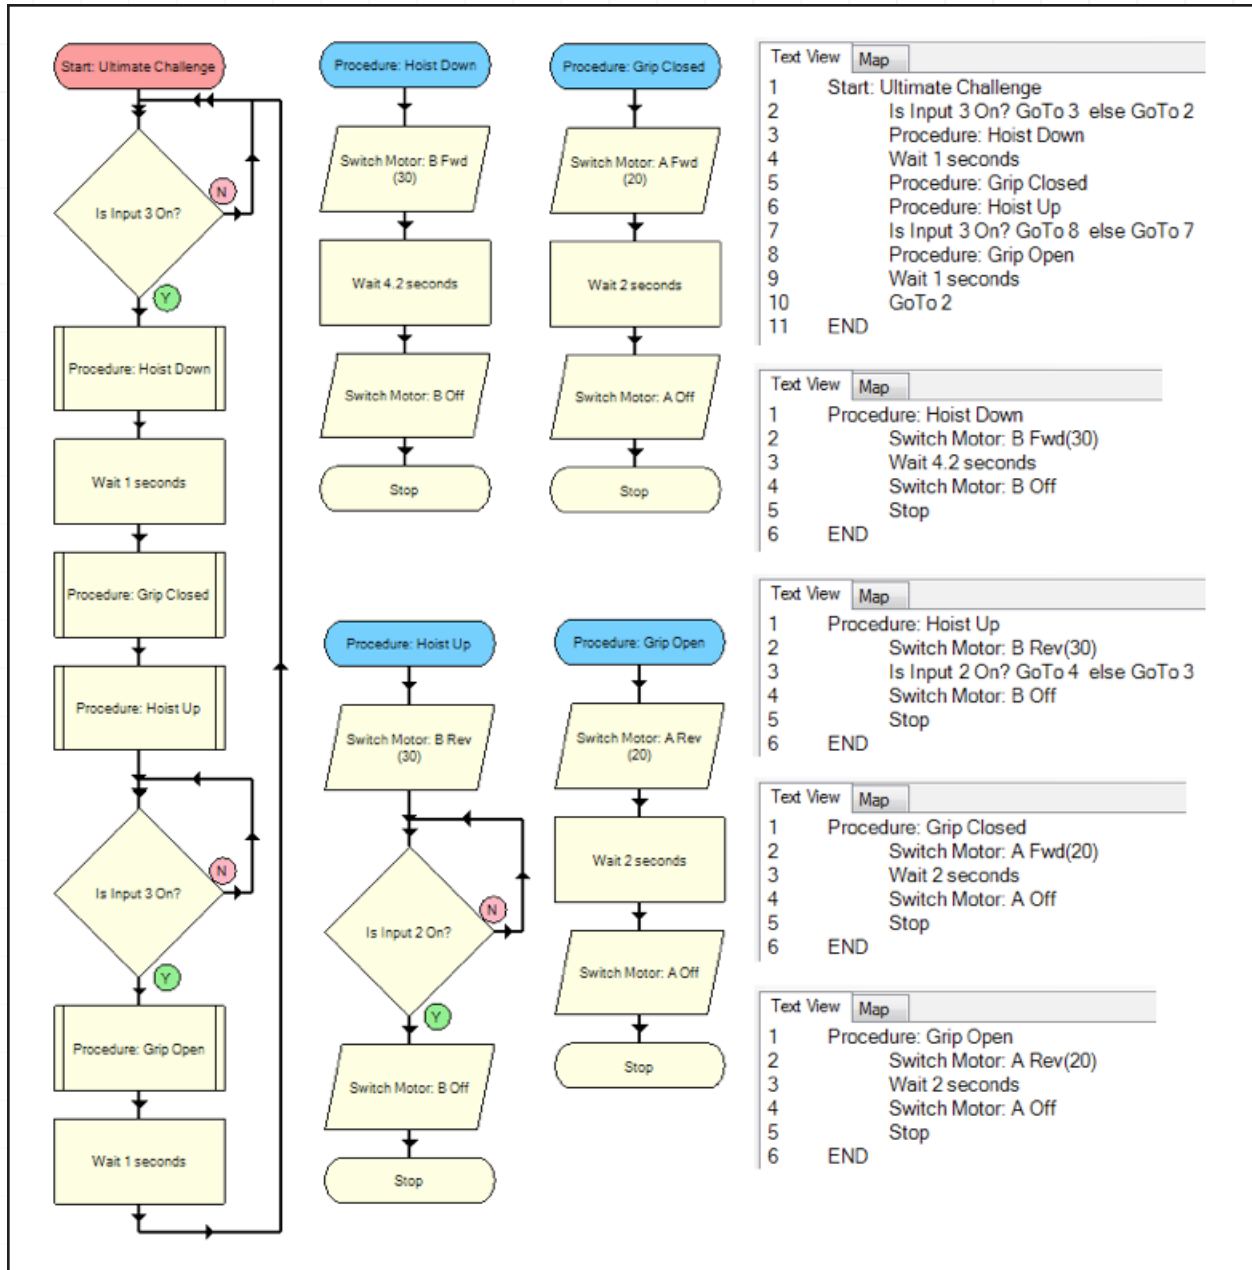 Start: Ultimate Challenge
Is Input 3 On?
N
Y
Procedure: Hoist Down
Wait 1 seconds
Procedure: Grip Closed
Procedure: Hoist Up
Is Input 3 On?
N
Y
Procedure: Grip Open
Wait 1 seconds
Procedure: Hoist Down
Switch Motor: B Fwd
(30)
Wait 4.2 seconds
Switch Motor: B Off
Stop
Procedure: Grip Closed
Switch Motor: A Fwd
(20)
Wait 2 seconds
Switch Motor: A Off
Stop
Procedure: Hoist Up
Switch Motor: B Rev
(30)
Is Input 2 On?
N
Y
Switch Motor: B Off
Stop
Procedure: Grip Open
Switch Motor: A Rev
(20)
Wait 2 seconds
Switch Motor: A Off
Stop
Text View Map
1 Start: Ultimate Challenge
2 Is Input 3 On? GoTo 3 else GoTo 2
3 Procedure: Hoist Down
4 Wait 1 seconds
5 Procedure: Grip Closed
6 Procedure: Hoist Up
7 Is Input 3 On? GoTo 8 else GoTo 7
8 Procedure: Grip Open
9 Wait 1 seconds
10 GoTo 2
11 END
Text View Map
1 Procedure: Hoist Down
2 Switch Motor: B Fwd(30)
3 Wait 4.2 seconds
4 Switch Motor: B Off
5 Stop
6 END
Text View Map
1 Procedure: Hoist Up
2 Switch Motor: B Rev(30)
3 Is Input 2 On? GoTo 4 else GoTo 3
4 Switch Motor: B Off
5 Stop
6 END
Text View Map
1 Procedure: Grip Closed
2 Switch Motor: A Fwd(20)
3 Wait 2 seconds
4 Switch Motor: A Off
5 Stop
6 END
Text View Map
1 Procedure: Grip Open
2 Switch Motor: A Rev(20)
3 Wait 2 seconds
4 Switch Motor: A Off
5 Stop
6 END